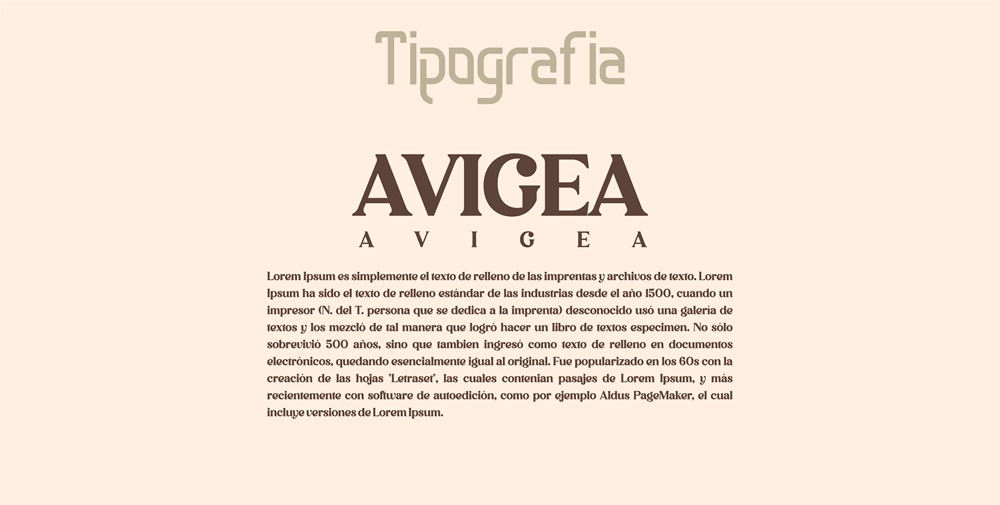 Tipografia
AVIGEA
A V I G E A
Lorem Ipsum es simplemente el texto de relleno de las imprentas y archivos de texto. Lorem
Ipsum ha sido el texto de relleno estándar de las industrias desde el año 1500, cuando un
impresor (N. del T. persona que se dedica a la imprenta) desconocido usó una galería de
textos y los mezcló de tal manera que logró hacer un libro de textos especimen. No sólo
sobrevivió 500 años, sino que tambien ingresó como texto de relleno en documentos
electrónicos, quedando esencialmente igual al original. Fue popularizado en los 60s con la
creación de las hojas "Letraset", las cuales contenian pasajes de Lorem Ipsum, y más
recientemente con software de autoedición, como por ejemplo Aldus PageMaker, el cual
incluye versiones de Lorem Ipsum.